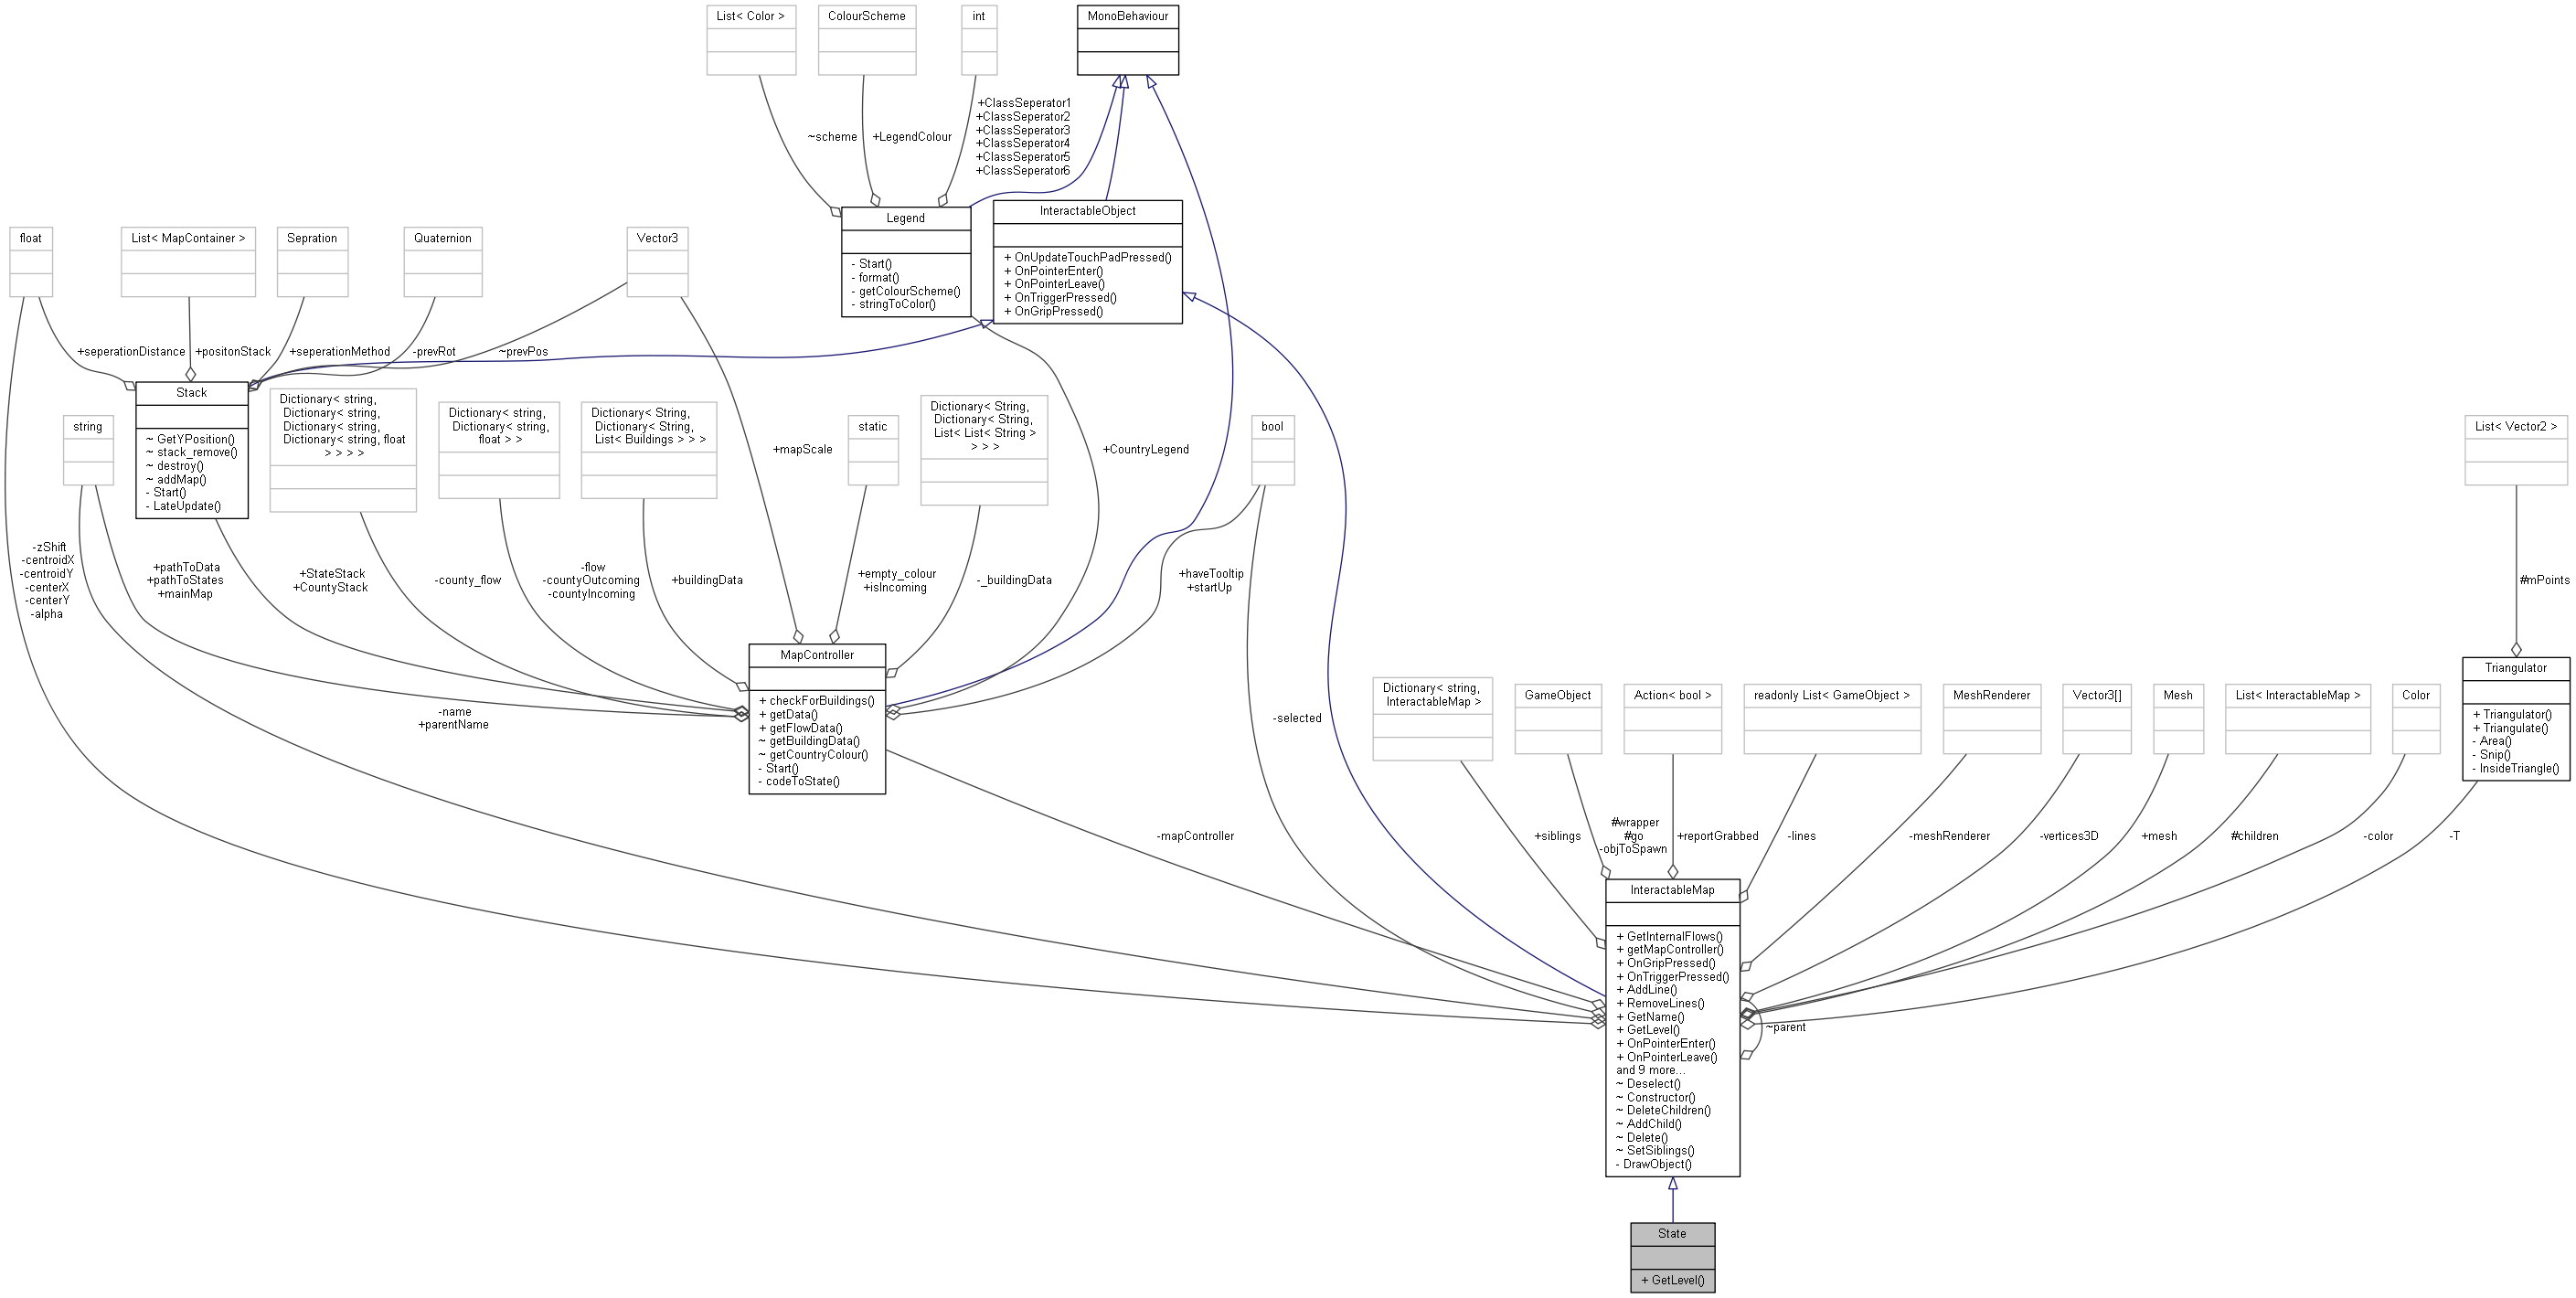 List< Color >
ColourScheme
int
MonoBehaviour
+ClassSeperator1
+ClassSeperator2
+ClassSeperator3
+ClassSeperator4
+ClassSeperator5
+ClassSeperator6
~scheme
+LegendColour
Legend
- Start()
- format()
- getColourScheme()
- stringToColor()
InteractableObject
+ OnUpdateTouchPadPressed()
+ OnPointerEnter()
+ OnPointerLeave()
+ OnTriggerPressed()
+ OnGripPressed()
float
List< MapContainer >
Sepration
Quaternion
Vector3
+seperationDistance
+positonStack
+seperationMethod
-prevRot
~prevPos
Stack
~ GetYPosition()
~ stack_remove()
~ destroy()
~ addMap()
- Start()
- LateUpdate()
string
Dictionary< string,
Dictionary< string,
Dictionary< string,
Dictionary< string, float
> > > >
Dictionary< string,
Dictionary< string,
float > >
Dictionary< String,
Dictionary< String,
List< Buildings > > >
+mapScale
static
Dictionary< String,
Dictionary< String,
List< List< String >
> > >
+CountryLegend
bool
List< Vector2 >
-zShift
-centroidX
-centroidY
-centerX
-centerY
-alpha
+pathToData
+pathToStates
+mainMap
+StateStack
+CountyStack
-county_flow
-flow
-countyOutcoming
-countyIncoming
+buildingData
+empty_colour
+isIncoming
-_buildingData
+haveTooltip
+startUp
#mPoints
MapController
+ checkForBuildings()
+ getData()
+ getFlowData()
~ getBuildingData()
~ getCountryColour()
- Start()
- codeToState()
-name
+parentName
-selected
Dictionary< string,
InteractableMap >
GameObject
Action< bool >
readonly List< GameObject >
MeshRenderer
Vector3[]
Mesh
List< InteractableMap >
Color
Triangulator
+ Triangulator()
+ Triangulate()
- Area()
- Snip()
- InsideTriangle()
-mapController
+siblings
#wrapper
#go
-objToSpawn
+reportGrabbed
-lines
-meshRenderer
-vertices3D
+mesh
#children
-color
-T
InteractableMap
+ GetInternalFlows()
+ getMapController()
+ OnGripPressed()
+ OnTriggerPressed()
+ AddLine()
+ RemoveLines()
+ GetName()
+ GetLevel()
+ OnPointerEnter()
+ OnPointerLeave()
and 9 more...
~ Deselect()
~ Constructor()
~ DeleteChildren()
~ AddChild()
~ Delete()
~ SetSiblings()
- DrawObject()
~parent
State
+ GetLevel()